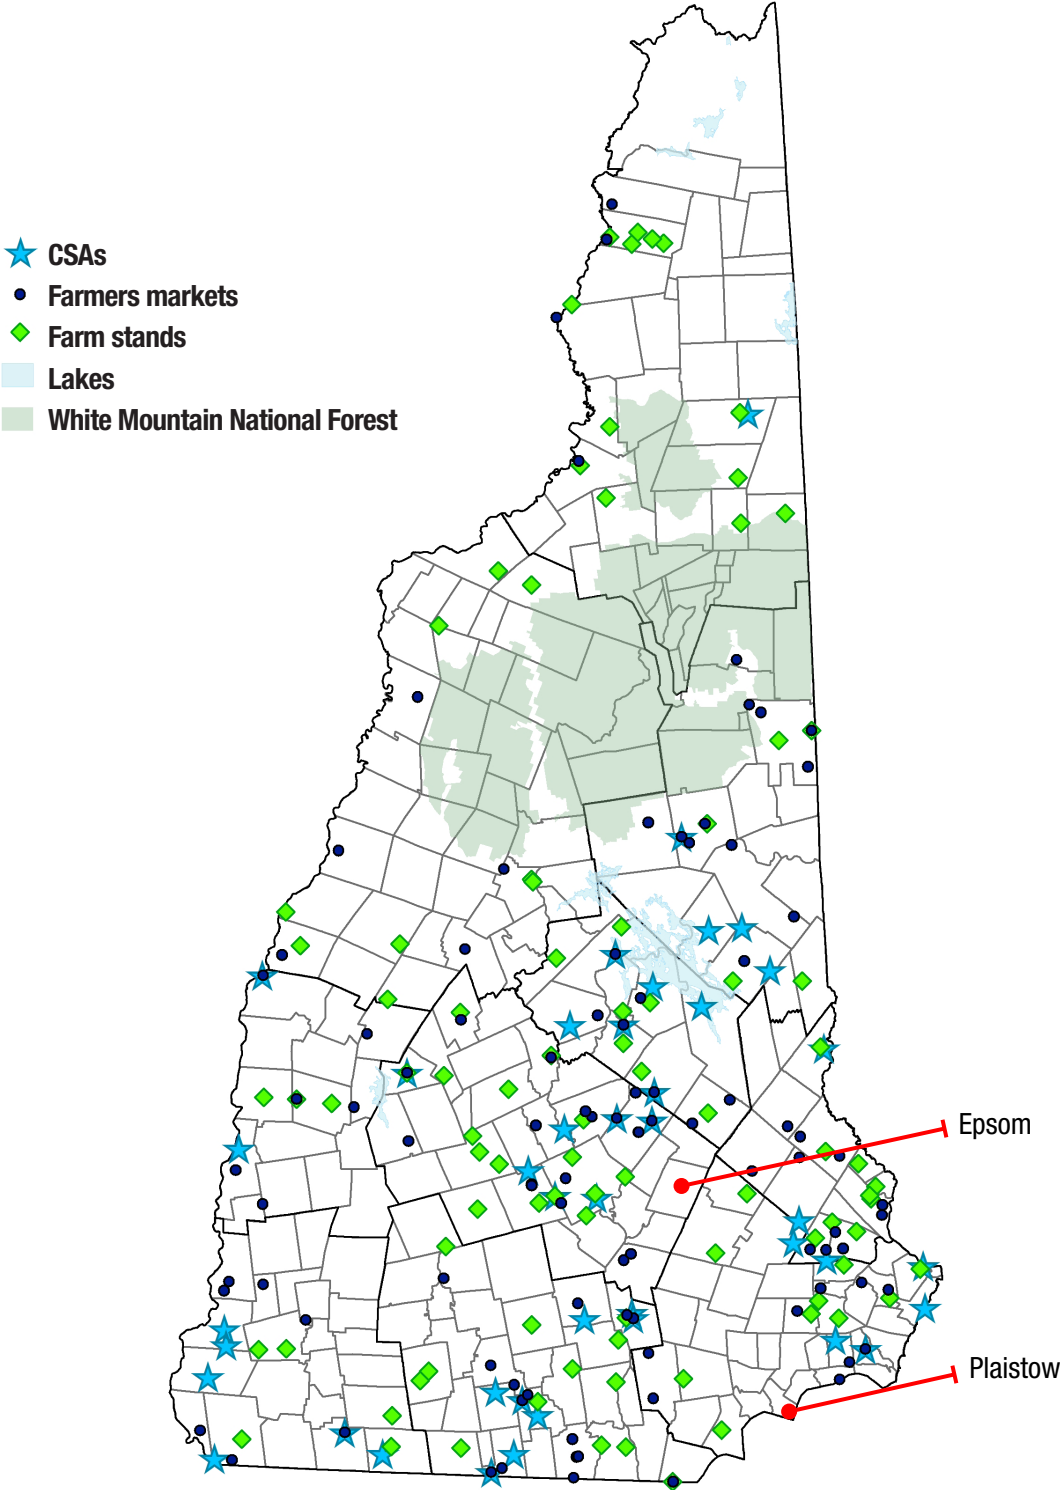 CSAs
Farmers markets
Farm stands
Lakes
White Mountain National Forest
Epsom
Plaistow